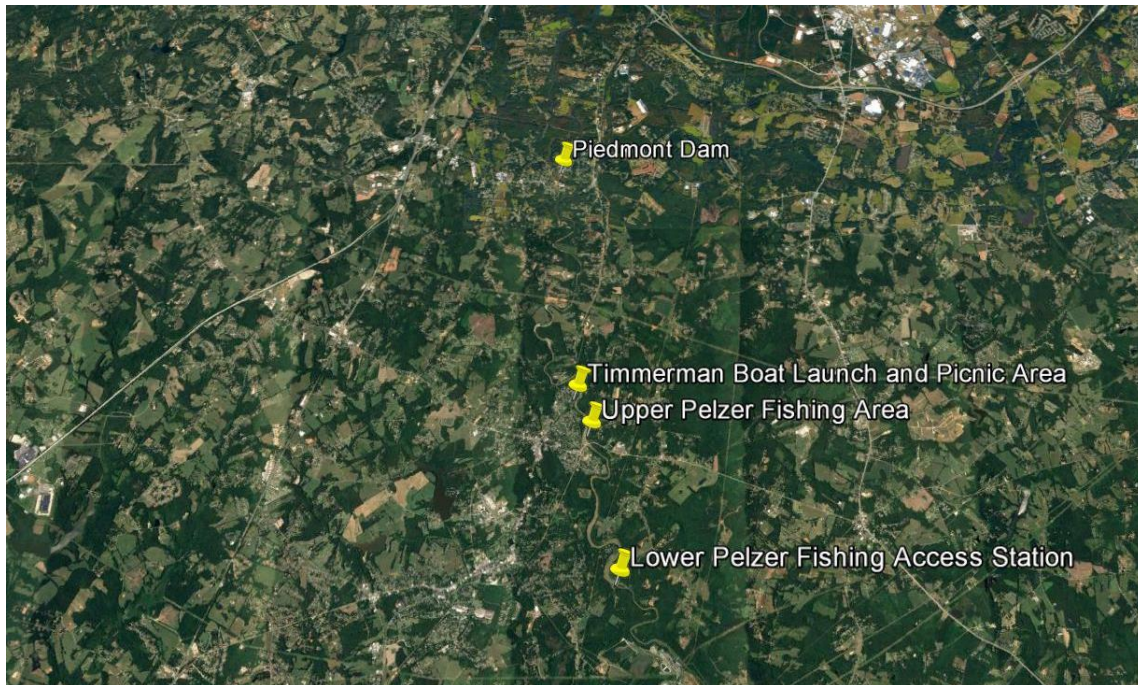 Piedmont Dam
Timmerman Boat Launch and Picnic Area
Upper Pelzer Fishing Area
Lower Pelzer Fishing Access Station